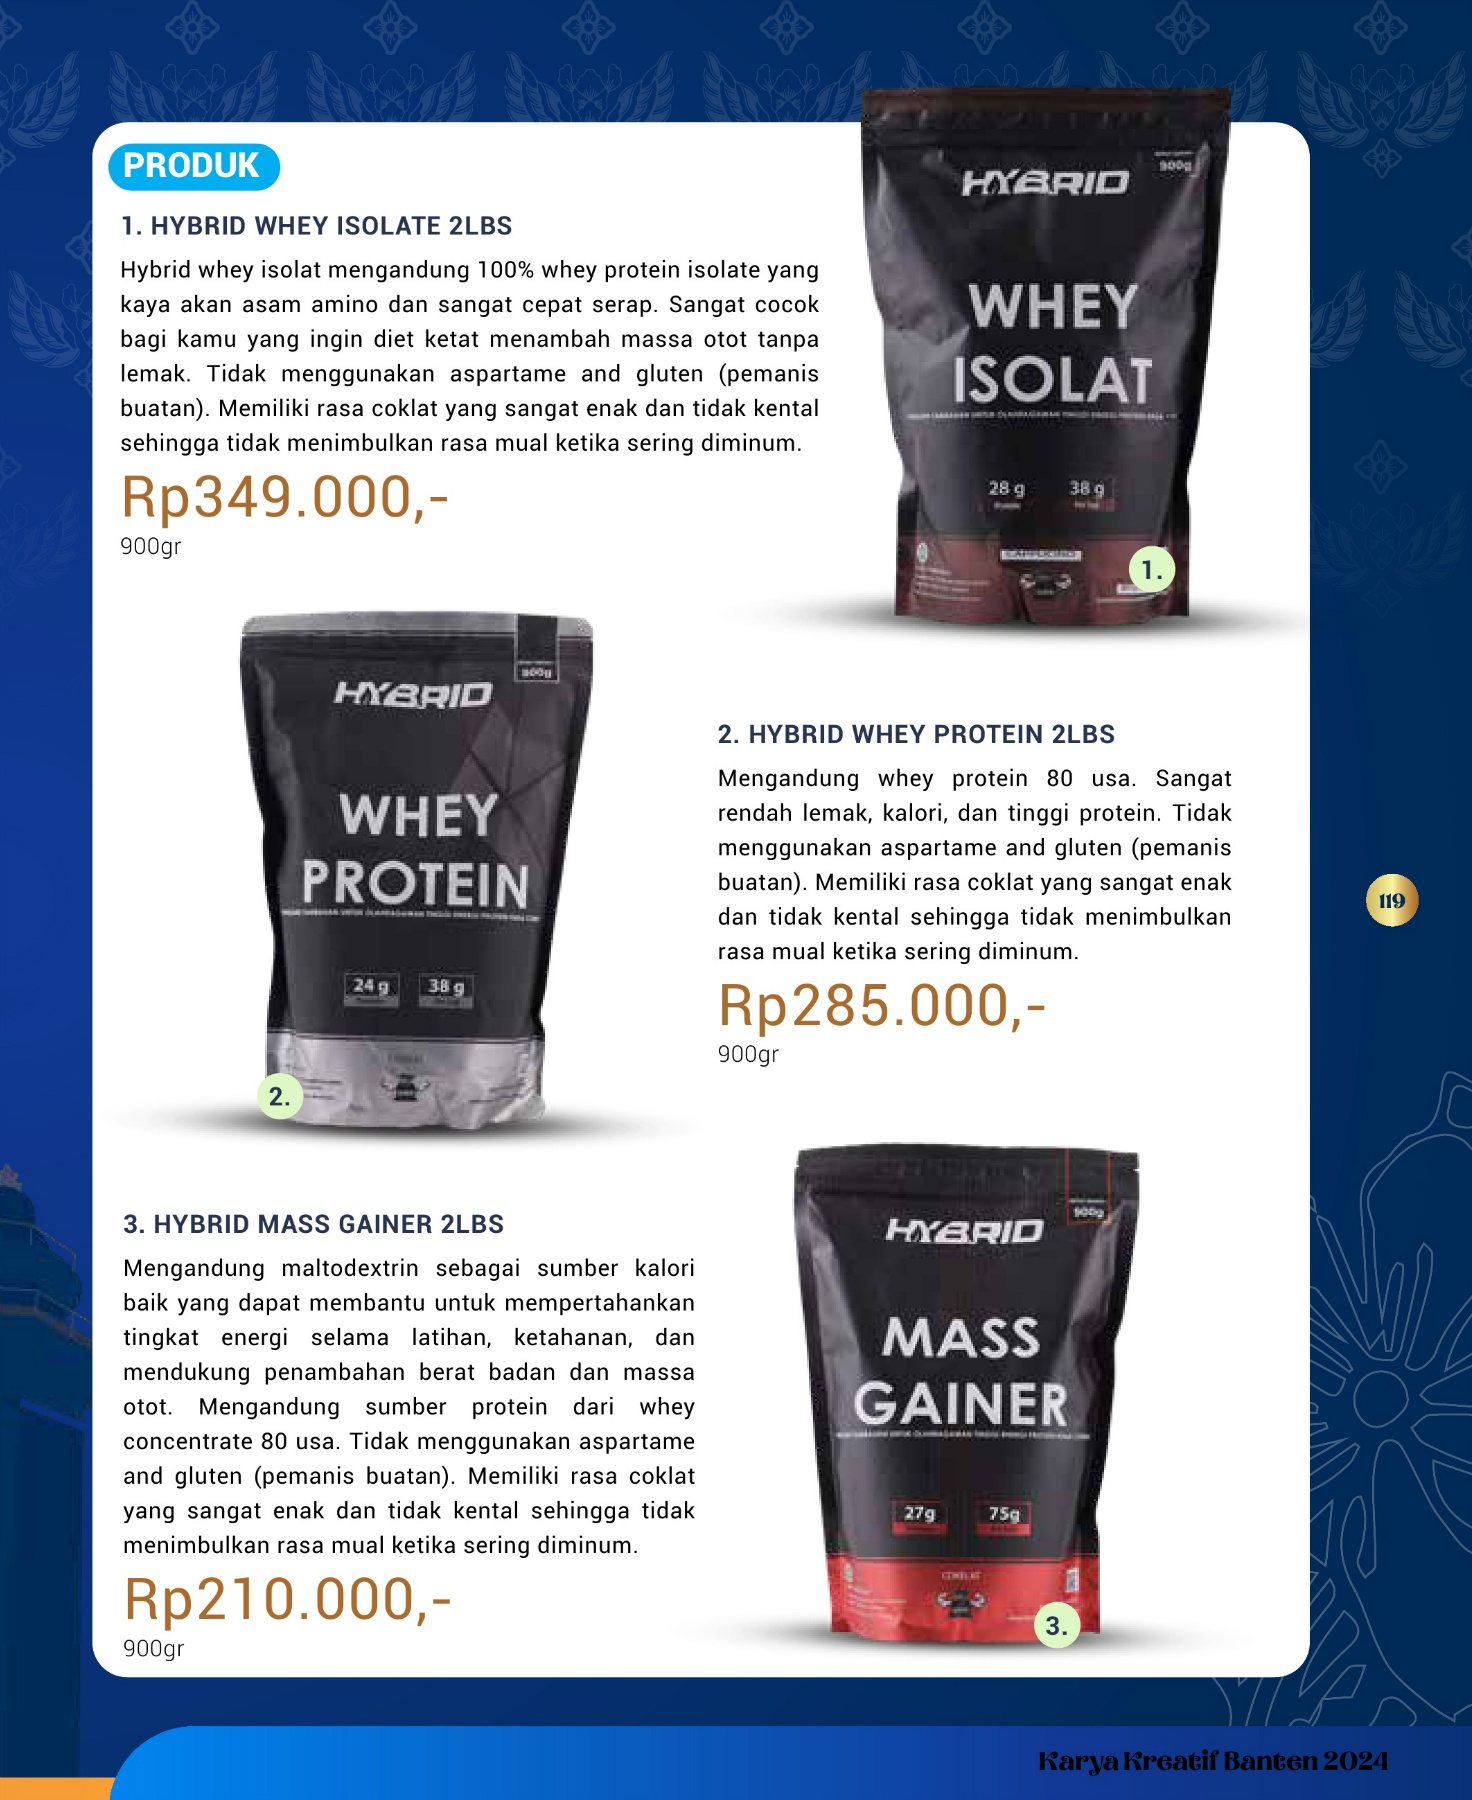 PRODUK
1. HYBRID WHEY ISOLATE 2LBS
Hybrid whey isolat mengandung 100% whey protein isolate yang
kaya akan asam amino dan sangat cepat serap. Sangat cocok
bagi kamu yang ingin diet ketat menambah massa otot tanpa
lemak. Tidak menggunakan aspartame and gluten (pemanis
buatan). Memiliki rasa coklat yang sangat enak dan tidak kental
sehingga tidak menimbulkan rasa mual ketika sering diminum.
Rp349.000,-
900gr
900g
HYBRID
WHEY
ISOLAT
28 g 38 g
1.
900g
HYBRID
WHEY
PROTEIN
24 g 38 g
2.
2. HYBRID WHEY PROTEIN 2LBS
Mengandung whey protein 80 usa. Sangat
rendah lemak, kalori, dan tinggi protein. Tidak
menggunakan aspartame and gluten (pemanis
buatan). Memiliki rasa coklat yang sangat enak
dan tidak kental sehingga tidak menimbulkan
rasa mual ketika sering diminum.
Rp285.000,-
900gr
119
3. HYBRID MASS GAINER 2LBS
Mengandung maltodextrin sebagai sumber kalori
baik yang dapat membantu untuk mempertahankan
tingkat energi selama latihan, ketahanan, dan
mendukung penambahan berat badan dan massa
otot. Mengandung sumber protein dari whey
concentrate 80 usa. Tidak menggunakan aspartame
and gluten (pemanis buatan). Memiliki rasa coklat
yang sangat enak dan tidak kental sehingga tidak
menimbulkan rasa mual ketika sering diminum.
Rp210.000,-
900gr
900g
HYBRID
MASS
GAINER
27g 75g
3.
Karya Kreatif Banten 2024